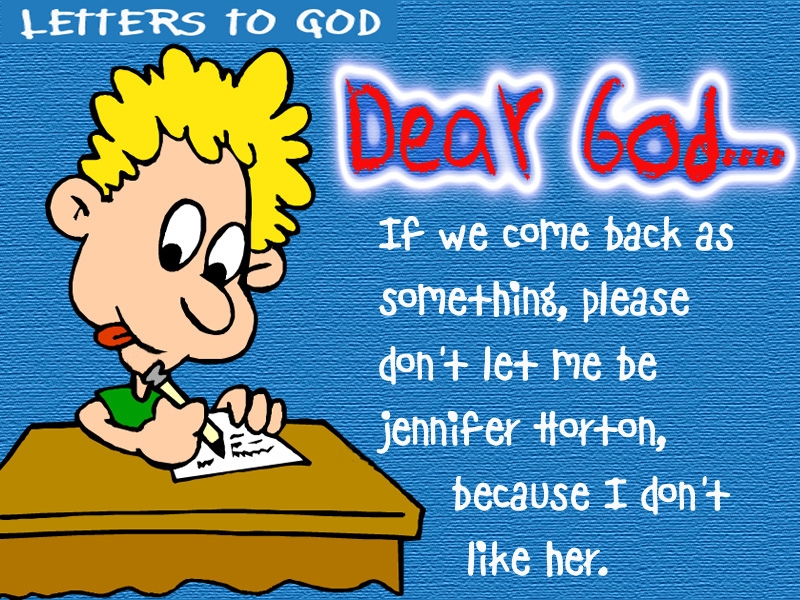 LETTERS TO GOD
Dear God....
If we come back as
something, please
don't let me be
jennifer Horton,
because I don't
like her.